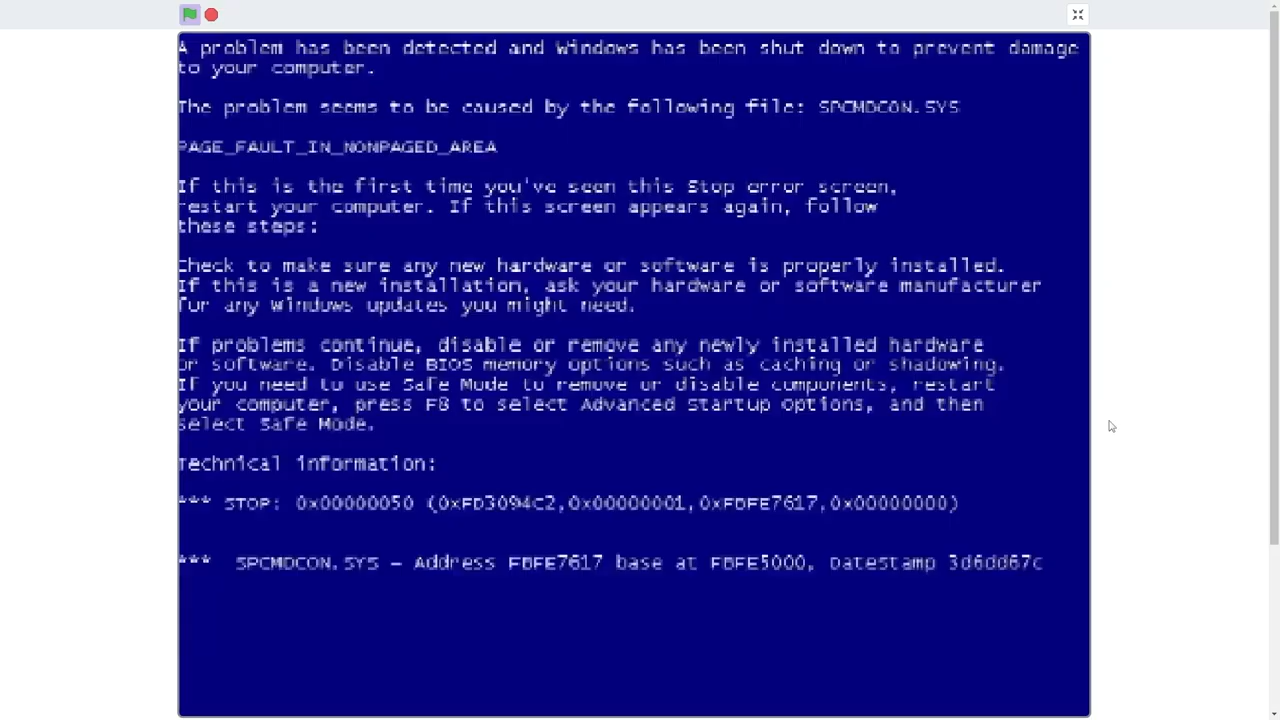 A problem has been detected and Windows has been shut down to prevent damage
to your computer.
The problem seems to be caused by the following file: SPCMDCON.SYS
PAGE_FAULT_IN_NONPAGED_AREA
If this is the first time you've seen this Stop error screen,
restart your computer. If this screen appears again, follow
these steps:
Check to make sure any new hardware or software is properly installed.
If this is a new installation, ask your hardware or software manufacturer
for any Windows updates you might need.
If problems continue, disable or remove any newly installed hardware
or software. Disable BIOS memory options such as caching or shadowing.
If you need to use Safe Mode to remove or disable components, restart
your computer, press F8 to select Advanced Startup Options, and then
select Safe Mode.
Technical information:
*** STOP: 0x00000050 (0xFD3094C2,0x00000001,0xFBFE7617,0x00000000)
*** SPCMDCON.SYS - Address FBFE7617 base at FBFE5000, DateStamp 3d6dd67c